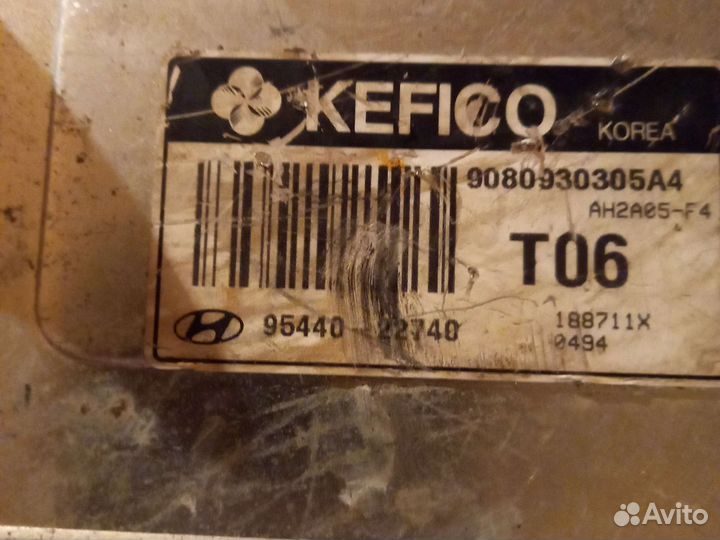 KEFICO KOREA
9080930305A4
AH2A05-F4
T06
95440-22740
188711X
0494
Avito